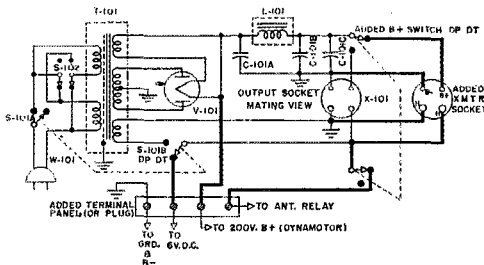 T-101
L-101
ADDED B+ SWITCH DP DT
S-102
C-101A
C-101B
C-101C
V-101
OUTPUT SOCKET
MATING VIEW
X-101
B-
B+
H
H
ADDED
XMTR
SOCKET
S-101A
W-101
S-101B
DP DT
ADDED TERMINAL
PANEL (OR PLUG)
TO ANT. RELAY
TO
GRD.
&
B-
TO
6V.D.C.
TO 200V. B+ (DYNAMOTOR)